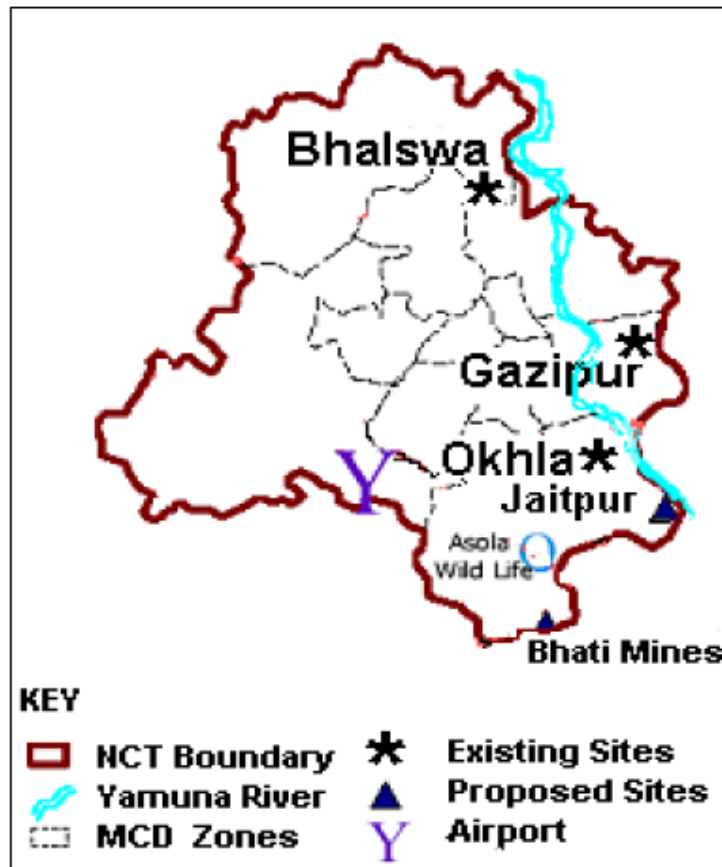 Bhalswa
Gazipur
Okhla
Jaitpur
Asola
Wild Life
Bhati Mines
KEY
NCT Boundary
Existing Sites
Yamuna River
Proposed Sites
MCD Zones
Airport